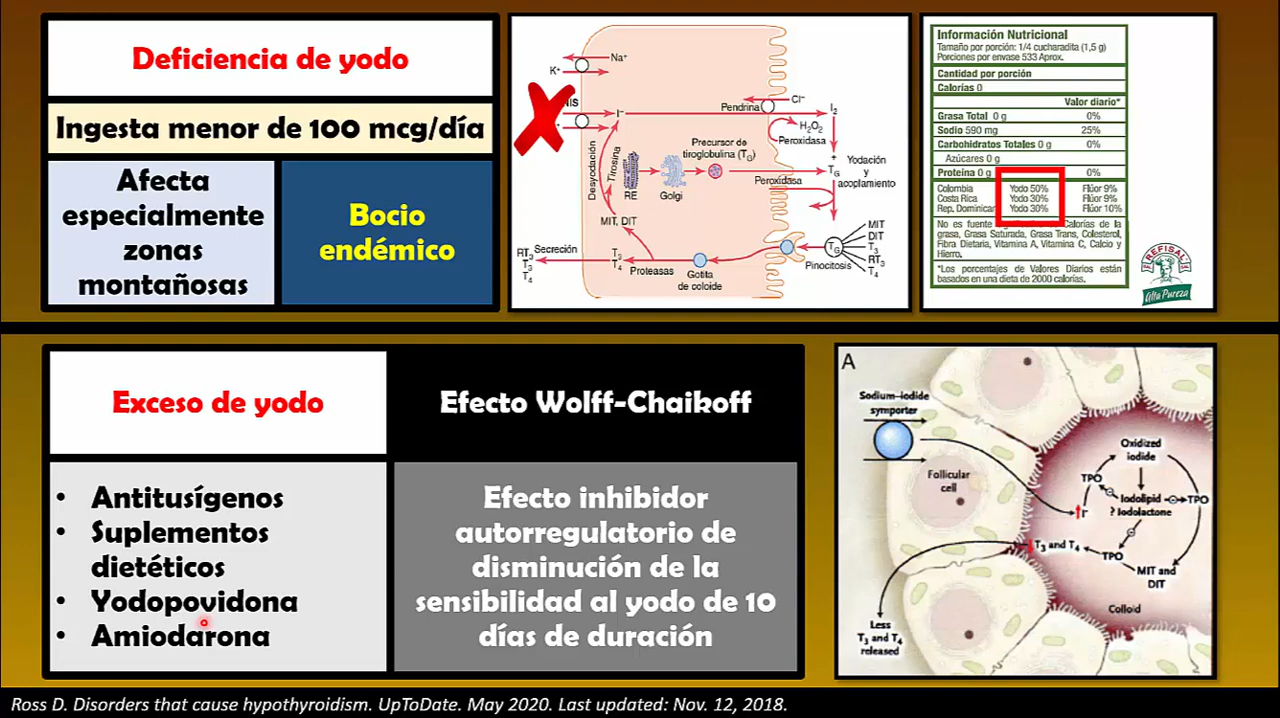 Deficiencia de yodo
Ingesta menor de 100 mcg/día
Afecta
especialmente
zonas
montañosas
Bocio
endémico
Na⁺
K⁺
NIS
I⁻
Pendrina
Cl⁻
I₂
H₂O₂
Peroxidasa
Desyodación
Tirosina
RE
Golgi
Precursor de
tiroglobulina (T_G)
+
T_G
Yodación
y
acoplamiento
Peroxidasa
MIT, DIT
Secreción
RT₃
T₃
T₄
T₃
T₄
Proteasas
Gotita
de coloide
Pinocitosis
T_G
MIT
DIT
T₃
RT₃
T₄
Información Nutricional
Tamaño por porción: 1/4 cucharadita (1,5 g)
Porciones por envase 533 Aprox.
Cantidad por porción
Calorías 0
Valor diario*
Grasa Total 0 g 0%
Sodio 590 mg 25%
Carbohidratos Totales 0 g 0%
Azúcares 0 g
Proteína 0 g 0%
Colombia Yodo 50% Flúor 9%
Costa Rica Yodo 30% Flúor 9%
Rep. Dominican Yodo 30% Flúor 10%
No es fuente Calorías de la
grasa, Grasa Saturada, Grasa Trans, Colesterol,
Fibra Dietaria, Vitamina A, Vitamina C, Calcio y
Hierro.
*Los porcentajes de Valores Diarios están
basados en una dieta de 2000 calorías.
REFISAL
Alta Pureza
Exceso de yodo
Efecto Wolff-Chaikoff
• Antitusígenos
• Suplementos
dietéticos
• Yodopovidona
• Amiodarona
Efecto inhibidor
autorregulatorio de
disminución de la
sensibilidad al yodo de 10
días de duración
A
Sodium–iodide
symporter
Follicular
cell
Oxidized
iodide
TPO
Iodolipid
? Iodolactone
TPO
I⁻
T₃ and T₄
TPO
MIT and
DIT
Colloid
Less
T₃ and T₄
released
Ross D. Disorders that cause hypothyroidism. UpToDate. May 2020. Last updated: Nov. 12, 2018.